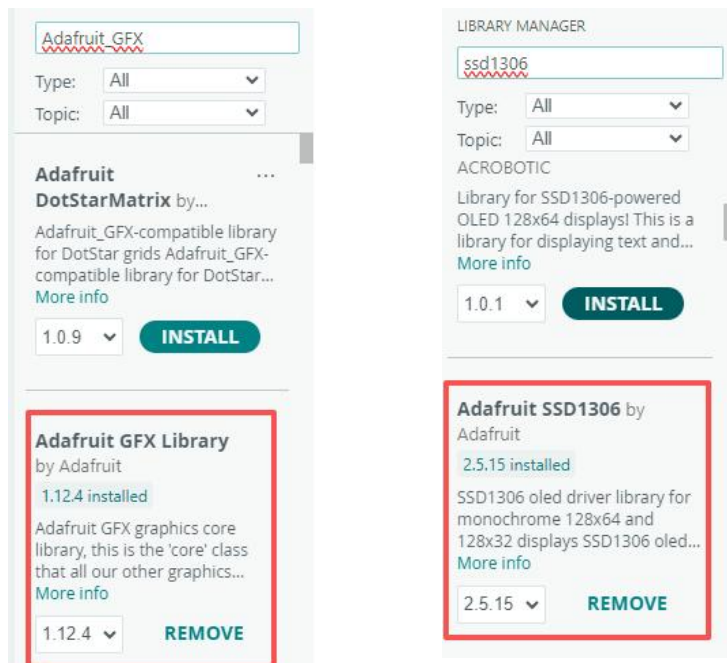 Adafruit_GFX
Type: All
Topic: All
Adafruit
DotStarMatrix by...
Adafruit_GFX-compatible library
for DotStar grids Adafruit_GFX-
compatible library for DotStar...
More info
1.0.9 INSTALL
Adafruit GFX Library
by Adafruit
1.12.4 installed
Adafruit GFX graphics core
library, this is the 'core' class
that all our other graphics...
More info
1.12.4 REMOVE
LIBRARY MANAGER
ssd1306
Type: All
Topic: All
ACROBOTIC
Library for SSD1306-powered
OLED 128x64 displays! This is a
library for displaying text and...
More info
1.0.1 INSTALL
Adafruit SSD1306 by
Adafruit
2.5.15 installed
SSD1306 oled driver library for
monochrome 128x64 and
128x32 displays SSD1306 oled...
More info
2.5.15 REMOVE